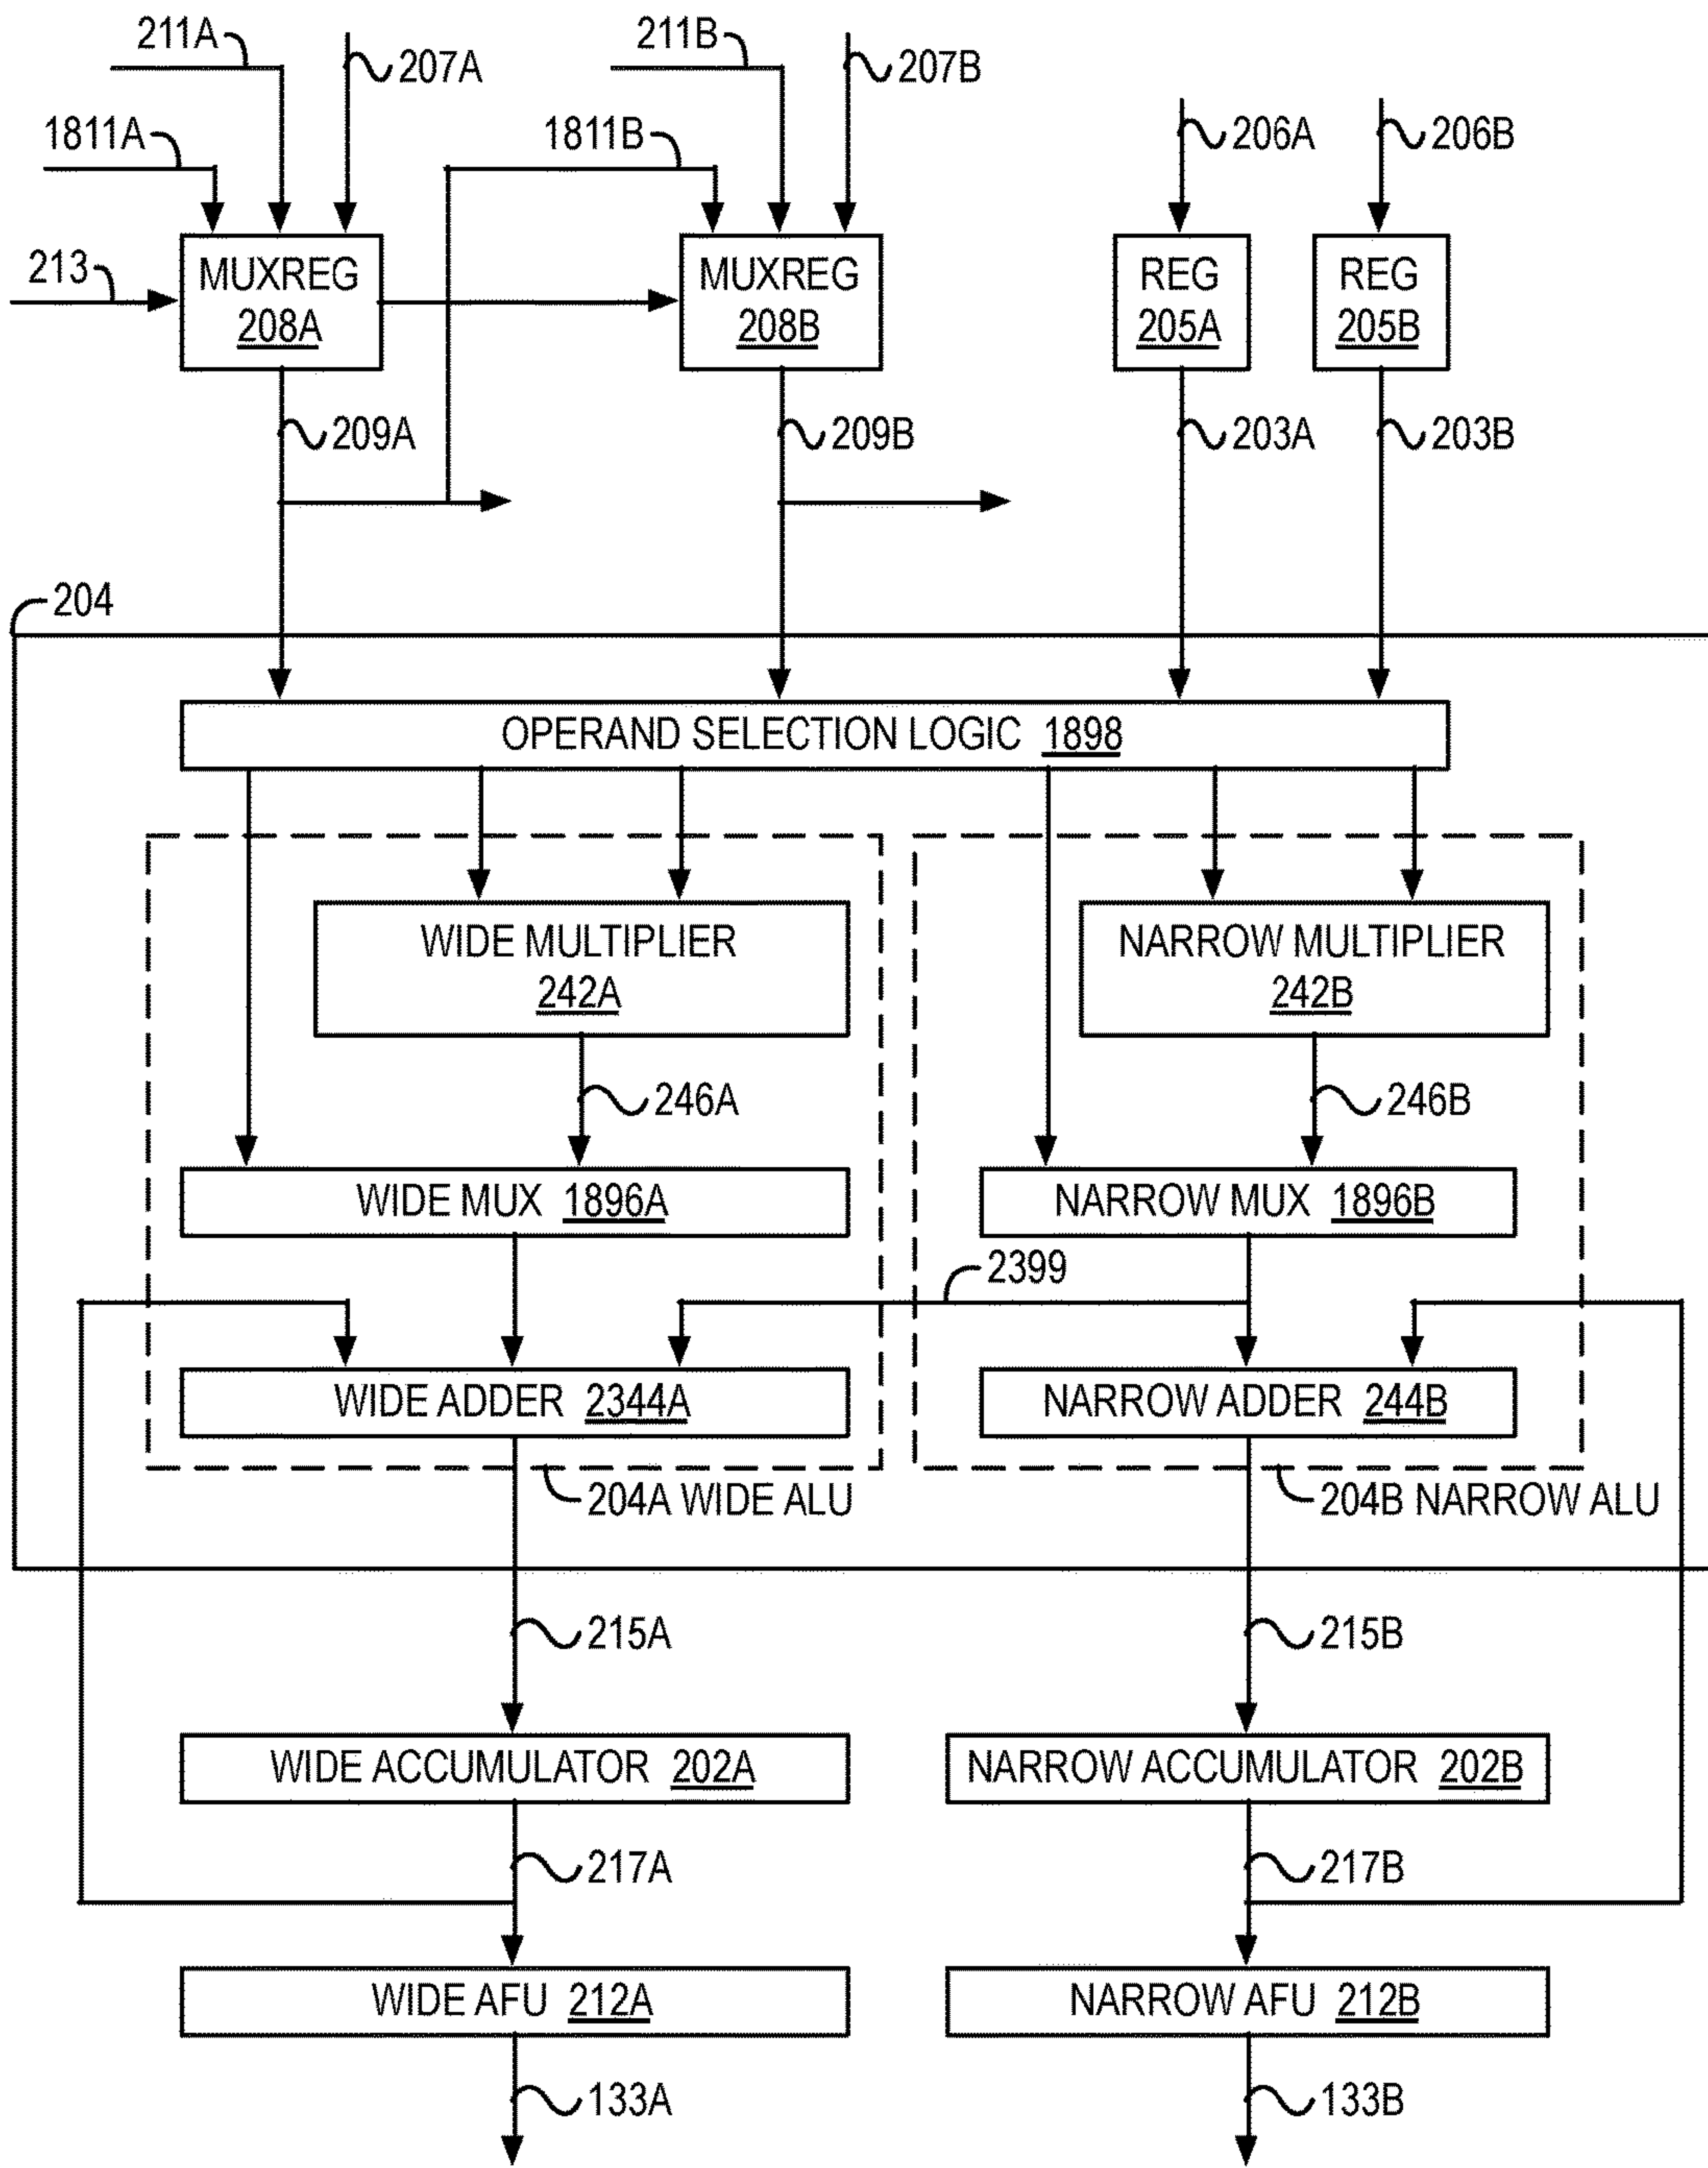 211A
207A
211B
207B
1811A
1811B
206A
206B
213
MUXREG
208A
MUXREG
208B
REG
205A
REG
205B
209A
209B
203A
203B
204
OPERAND SELECTION LOGIC 1898
WIDE MULTIPLIER
242A
NARROW MULTIPLIER
242B
246A
246B
WIDE MUX 1896A
NARROW MUX 1896B
2399
WIDE ADDER 2344A
NARROW ADDER 244B
204A WIDE ALU
204B NARROW ALU
215A
215B
WIDE ACCUMULATOR 202A
NARROW ACCUMULATOR 202B
217A
217B
WIDE AFU 212A
NARROW AFU 212B
133A
133B